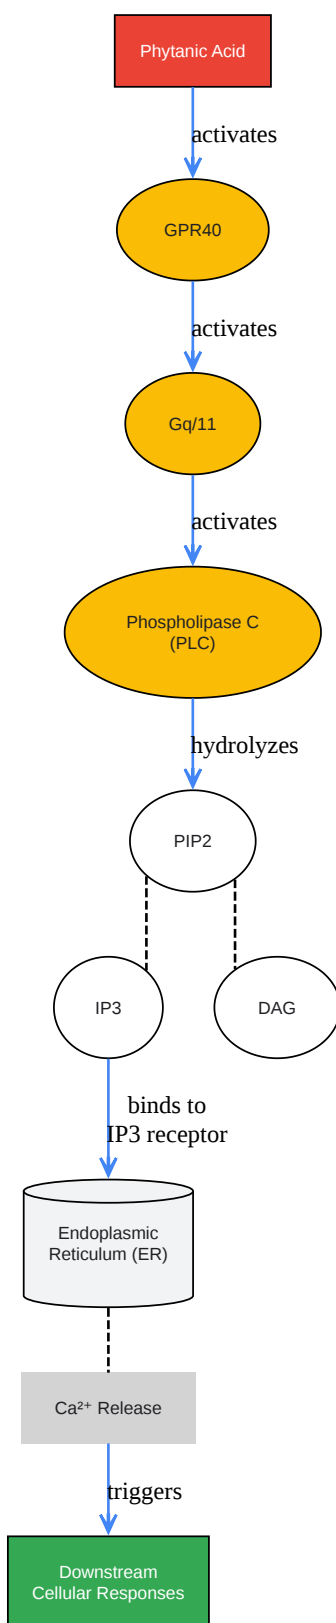 Phytanic Acid
activates
GPR40
activates
Gq/11
activates
Phospholipase C
(PLC)
hydrolyzes
PIP2
IP3
DAG
binds to
IP3 receptor
Endoplasmic
Reticulum (ER)
Ca²⁺ Release
triggers
Downstream
Cellular Responses